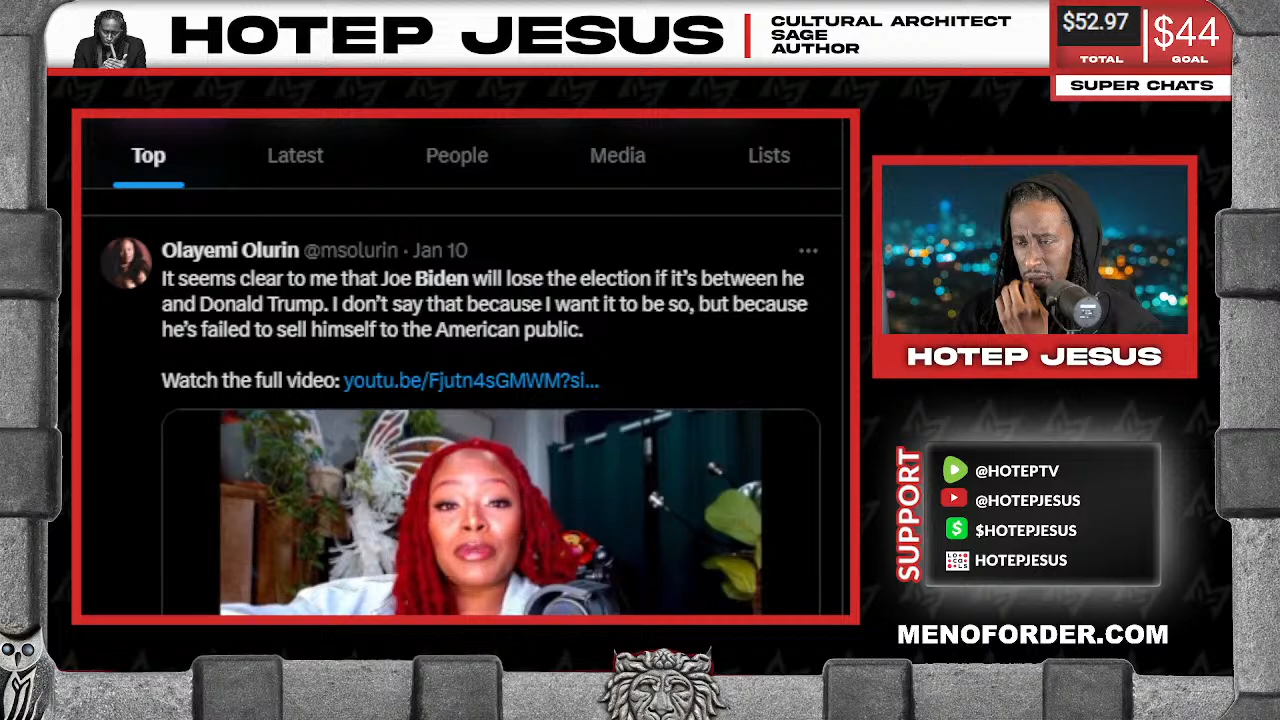 HOTEP JESUS
CULTURAL ARCHITECT
SAGE
AUTHOR
$52.97
TOTAL
$44
GOAL
SUPER CHATS
Top
Latest
People
Media
Lists
Olayemi Olurin @msolurin · Jan 10
It seems clear to me that Joe Biden will lose the election if it's between he
and Donald Trump. I don't say that because I want it to be so, but because
he's failed to sell himself to the American public.
Watch the full video: youtu.be/Fjutn4sGMWM?si...
HOTEP JESUS
SUPPORT
@HOTEPTV
@HOTEPJESUS
$HOTEPJESUS
LO
CA
LS
HOTEPJESUS
MENOFORDER.COM